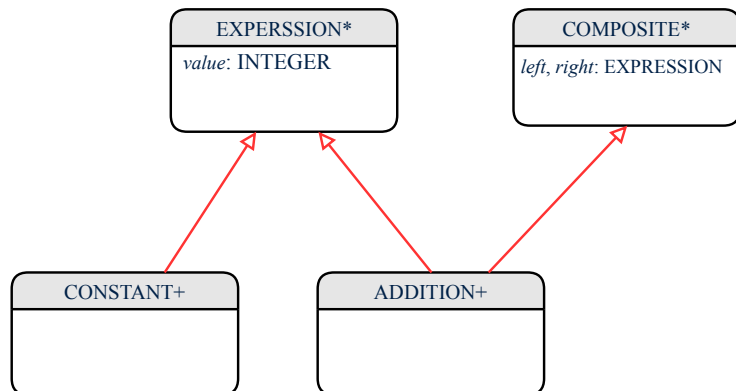 EXPERSSION*
value: INTEGER
COMPOSITE*
left, right: EXPRESSION
CONSTANT+
ADDITION+